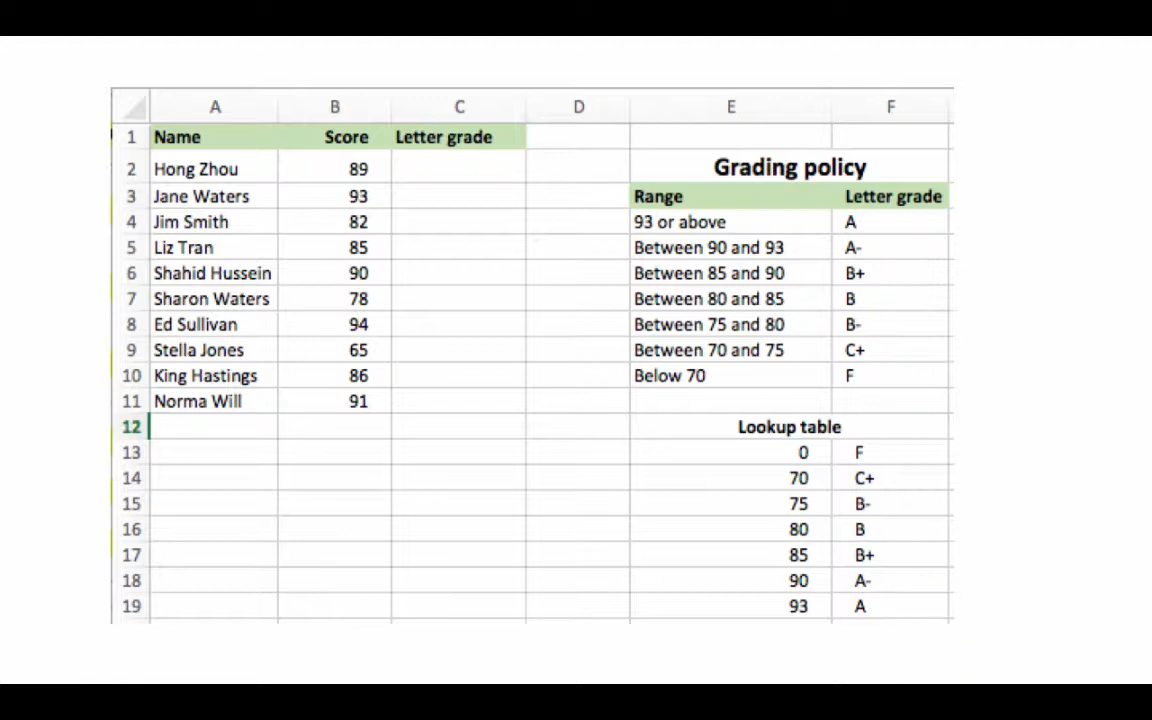 A B C D E F
1 Name Score Letter grade
2 Hong Zhou 89 Grading policy
3 Jane Waters 93 Range Letter grade
4 Jim Smith 82 93 or above A
5 Liz Tran 85 Between 90 and 93 A-
6 Shahid Hussein 90 Between 85 and 90 B+
7 Sharon Waters 78 Between 80 and 85 B
8 Ed Sullivan 94 Between 75 and 80 B-
9 Stella Jones 65 Between 70 and 75 C+
10 King Hastings 86 Below 70 F
11 Norma Will 91
12 Lookup table
13 0 F
14 70 C+
15 75 B-
16 80 B
17 85 B+
18 90 A-
19 93 A